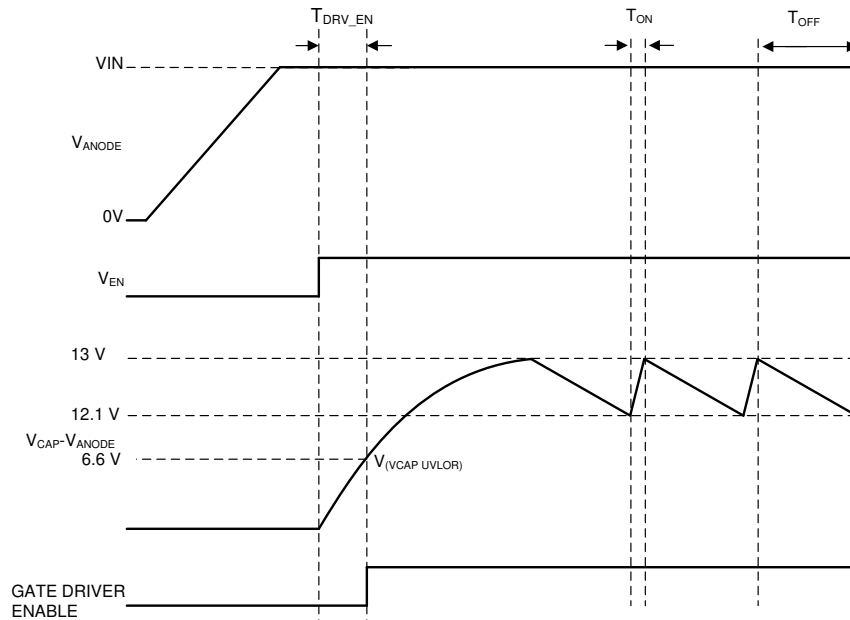 TDRV_EN
TON
TOFF
VIN
VANODE
0V
VEN
13 V
12.1 V
VCAP-VANODE
6.6 V
V(VCAP UVLOR)
GATE DRIVER
ENABLE